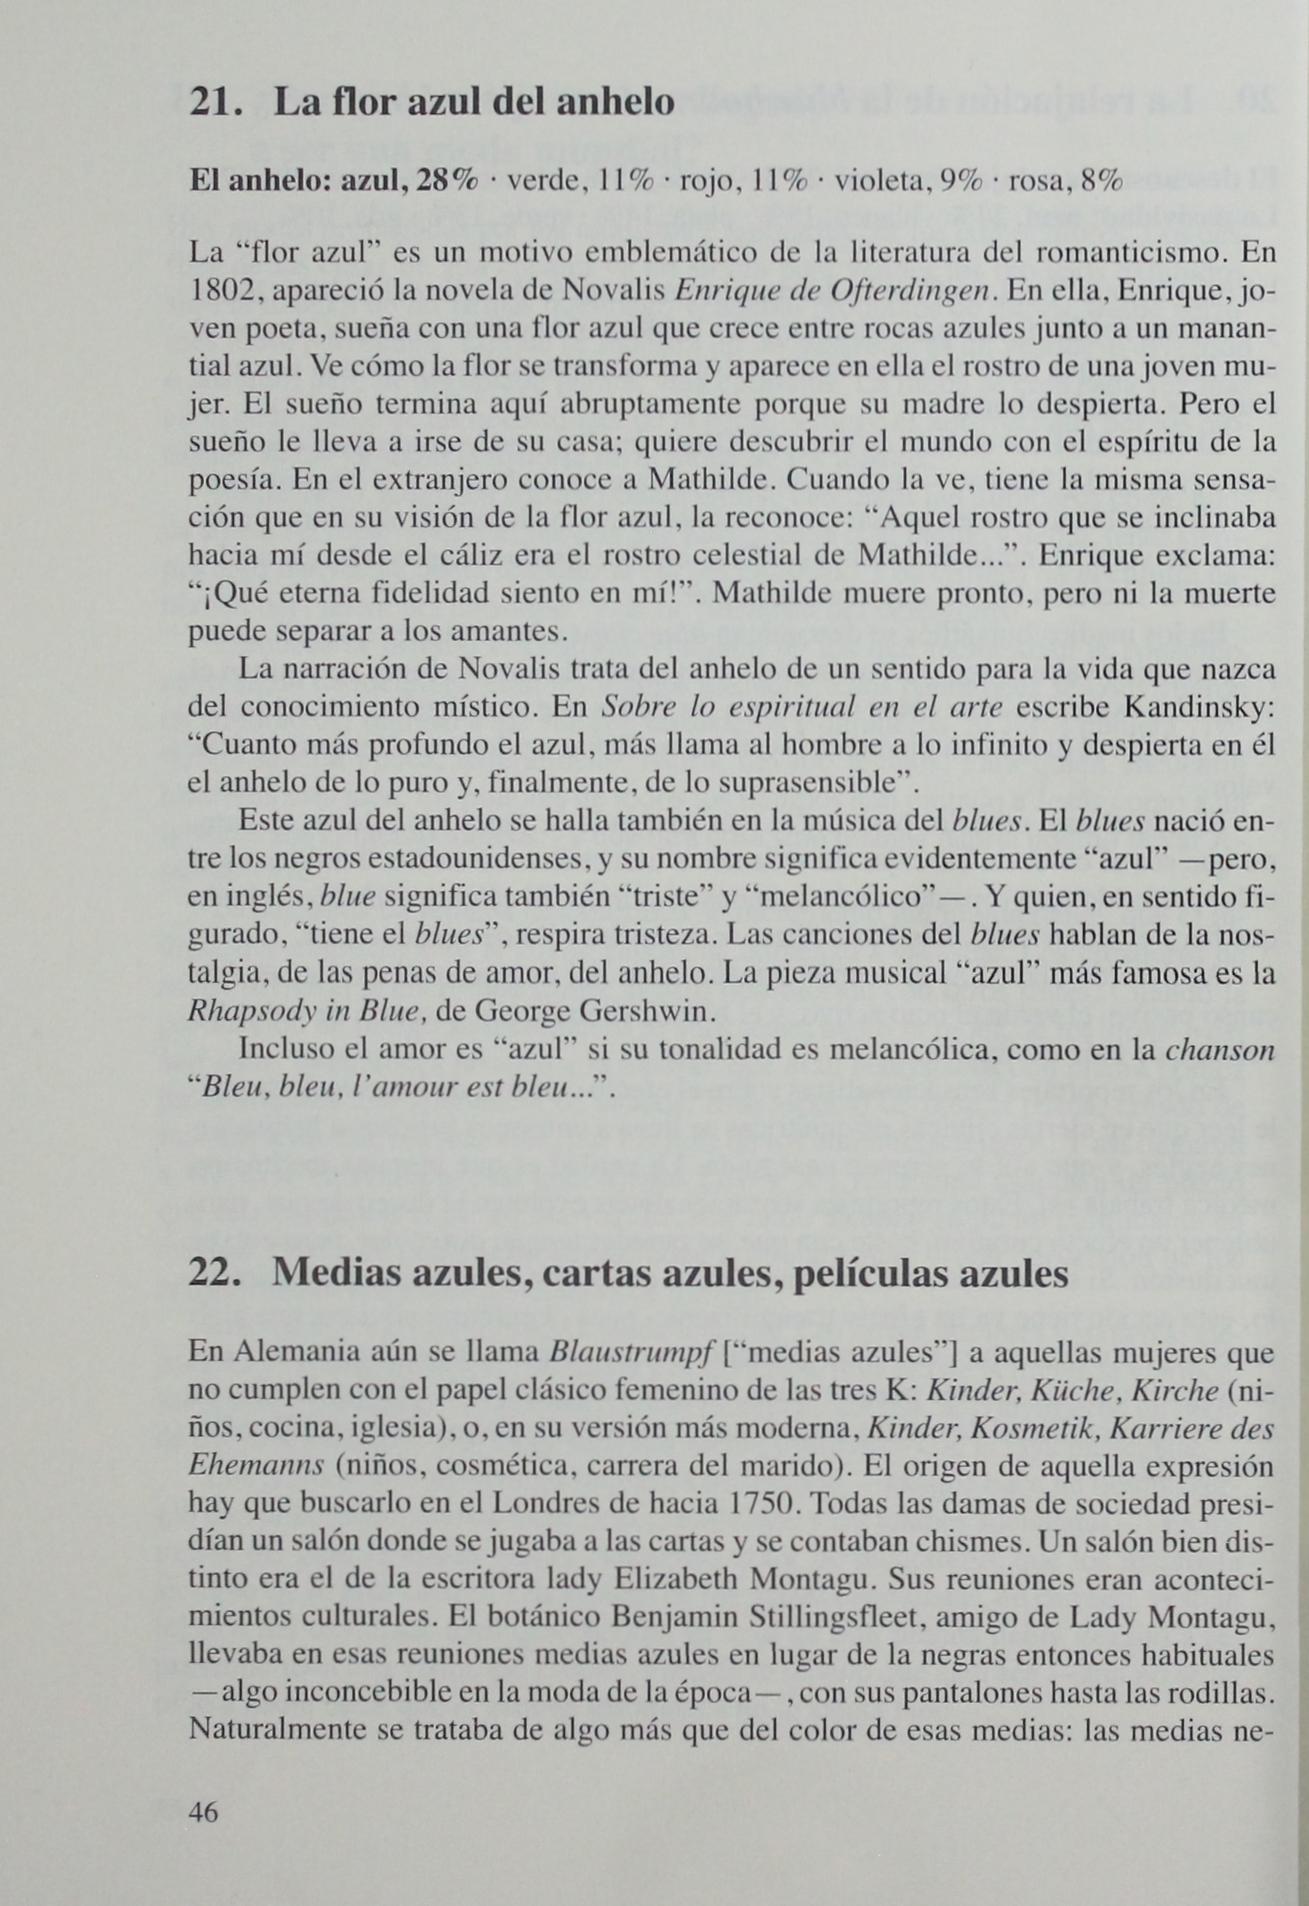 21. La flor azul del anhelo
El anhelo: azul, 28% · verde, 11% · rojo, 11% · violeta, 9% · rosa, 8%
La “flor azul” es un motivo emblemático de la literatura del romanticismo. En
1802, apareció la novela de Novalis Enrique de Ofterdingen. En ella, Enrique, jo-
ven poeta, sueña con una flor azul que crece entre rocas azules junto a un manan-
tial azul. Ve cómo la flor se transforma y aparece en ella el rostro de una joven mu-
jer. El sueño termina aquí abruptamente porque su madre lo despierta. Pero el
sueño le lleva a irse de su casa; quiere descubrir el mundo con el espíritu de la
poesía. En el extranjero conoce a Mathilde. Cuando la ve, tiene la misma sensa-
ción que en su visión de la flor azul, la reconoce: “Aquel rostro que se inclinaba
hacia mí desde el cáliz era el rostro celestial de Mathilde...”. Enrique exclama:
“¡Qué eterna fidelidad siento en mí!”. Mathilde muere pronto, pero ni la muerte
puede separar a los amantes.
La narración de Novalis trata del anhelo de un sentido para la vida que nazca
del conocimiento místico. En Sobre lo espiritual en el arte escribe Kandinsky:
“Cuanto más profundo el azul, más llama al hombre a lo infinito y despierta en él
el anhelo de lo puro y, finalmente, de lo suprasensible”.
Este azul del anhelo se halla también en la música del blues. El blues nació en-
tre los negros estadounidenses, y su nombre significa evidentemente “azul” —pero,
en inglés, blue significa también “triste” y “melancólico”—. Y quien, en sentido fi-
gurado, “tiene el blues”, respira tristeza. Las canciones del blues hablan de la nos-
talgia, de las penas de amor, del anhelo. La pieza musical “azul” más famosa es la
Rhapsody in Blue, de George Gershwin.
Incluso el amor es “azul” si su tonalidad es melancólica, como en la chanson
“Bleu, bleu, l’amour est bleu...”.
22. Medias azules, cartas azules, películas azules
En Alemania aún se llama Blaustrumpf [“medias azules”] a aquellas mujeres que
no cumplen con el papel clásico femenino de las tres K: Kinder, Küche, Kirche (ni-
ños, cocina, iglesia), o, en su versión más moderna, Kinder, Kosmetik, Karriere des
Ehemanns (niños, cosmética, carrera del marido). El origen de aquella expresión
hay que buscarlo en el Londres de hacia 1750. Todas las damas de sociedad presi-
dían un salón donde se jugaba a las cartas y se contaban chismes. Un salón bien dis-
tinto era el de la escritora lady Elizabeth Montagu. Sus reuniones eran aconteci-
mientos culturales. El botánico Benjamin Stillingsfleet, amigo de Lady Montagu,
llevaba en esas reuniones medias azules en lugar de la negras entonces habituales
—algo inconcebible en la moda de la época—, con sus pantalones hasta las rodillas.
Naturalmente se trataba de algo más que del color de esas medias: las medias ne-
46